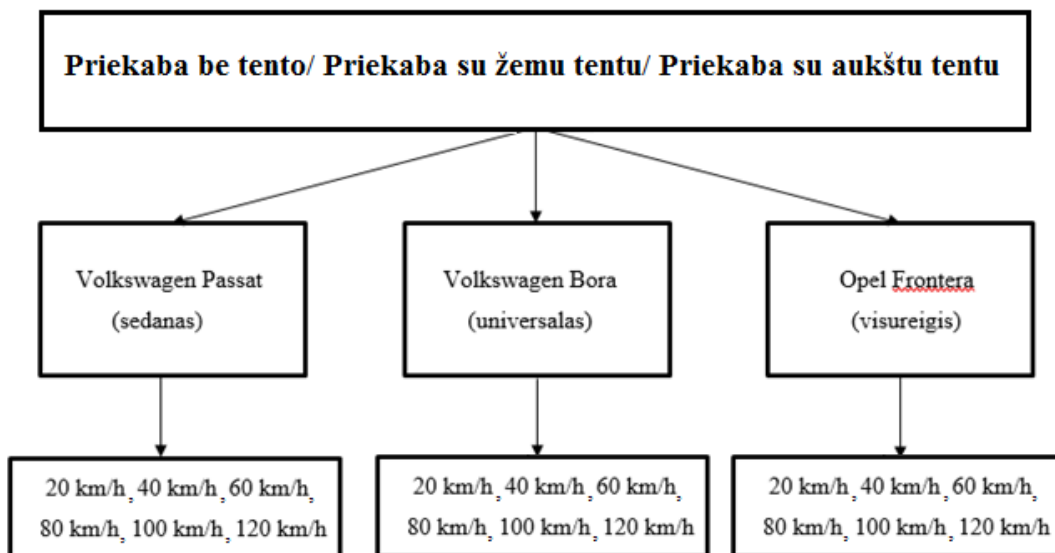 Priekaba be tento/ Priekaba su žemu tentu/ Priekaba su aukštu tentu
Volkswagen Passat
(sedanas)
Volkswagen Bora
(universalas)
Opel Frontera
(visureigis)
20 km/h, 40 km/h, 60 km/h,
80 km/h, 100 km/h, 120 km/h
20 km/h, 40 km/h, 60 km/h,
80 km/h, 100 km/h, 120 km/h
20 km/h, 40 km/h, 60 km/h,
80 km/h, 100 km/h, 120 km/h